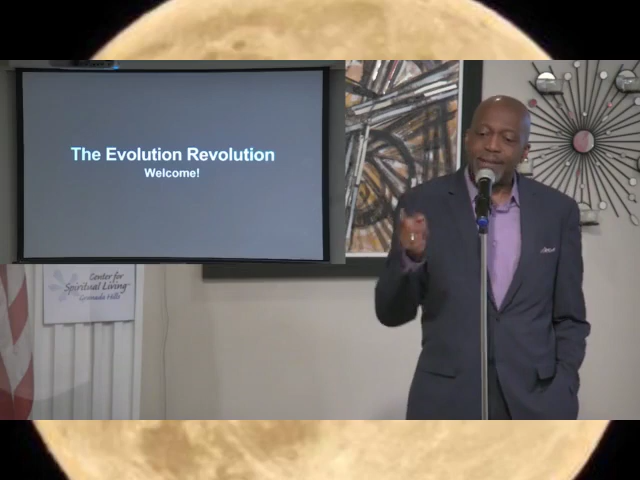 The Evolution Revolution
Welcome!
Center for
Spiritual Living
Granada Hills